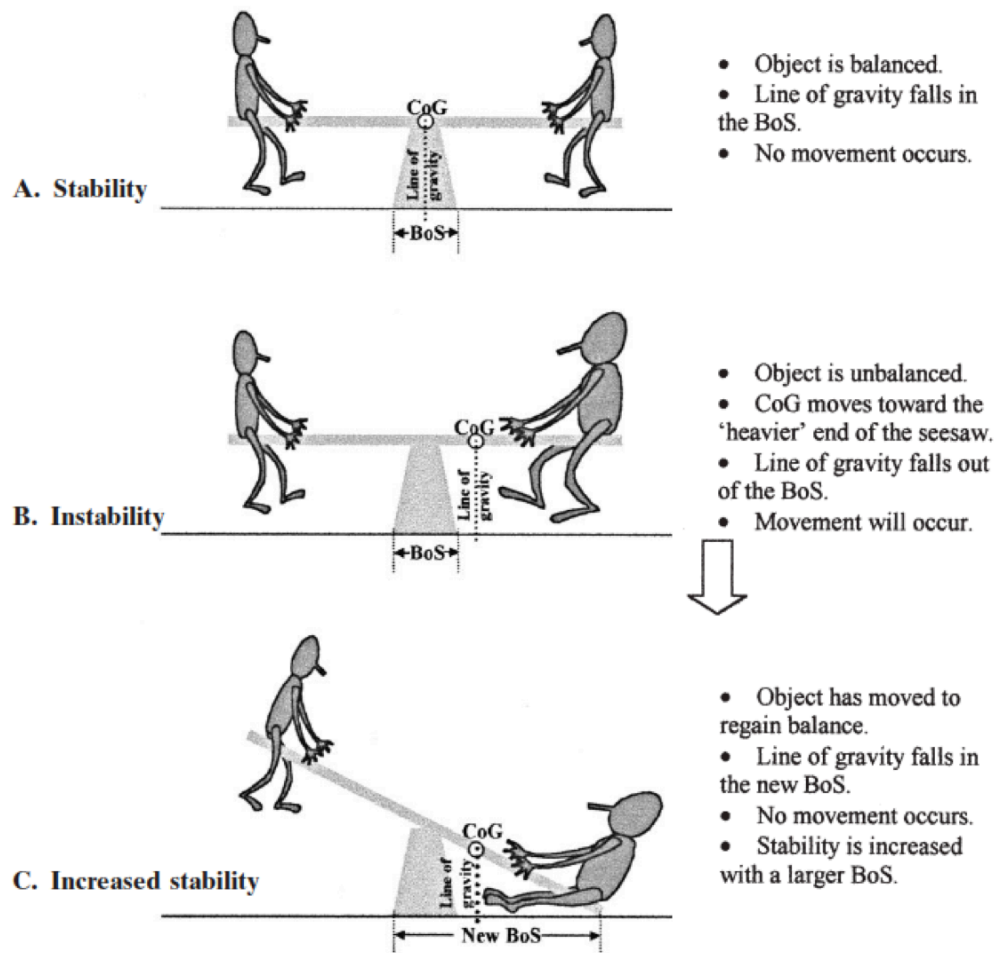 CoG
Line of
gravity
A. Stability
BoS
• Object is balanced.
• Line of gravity falls in
the BoS.
• No movement occurs.
CoG
Line of
gravity
B. Instability
BoS
• Object is unbalanced.
• CoG moves toward the
‘heavier’ end of the seesaw.
• Line of gravity falls out
of the BoS.
• Movement will occur.
CoG
Line of
gravity
C. Increased stability
New BoS
• Object has moved to
regain balance.
• Line of gravity falls in
the new BoS.
• No movement occurs.
• Stability is increased
with a larger BoS.